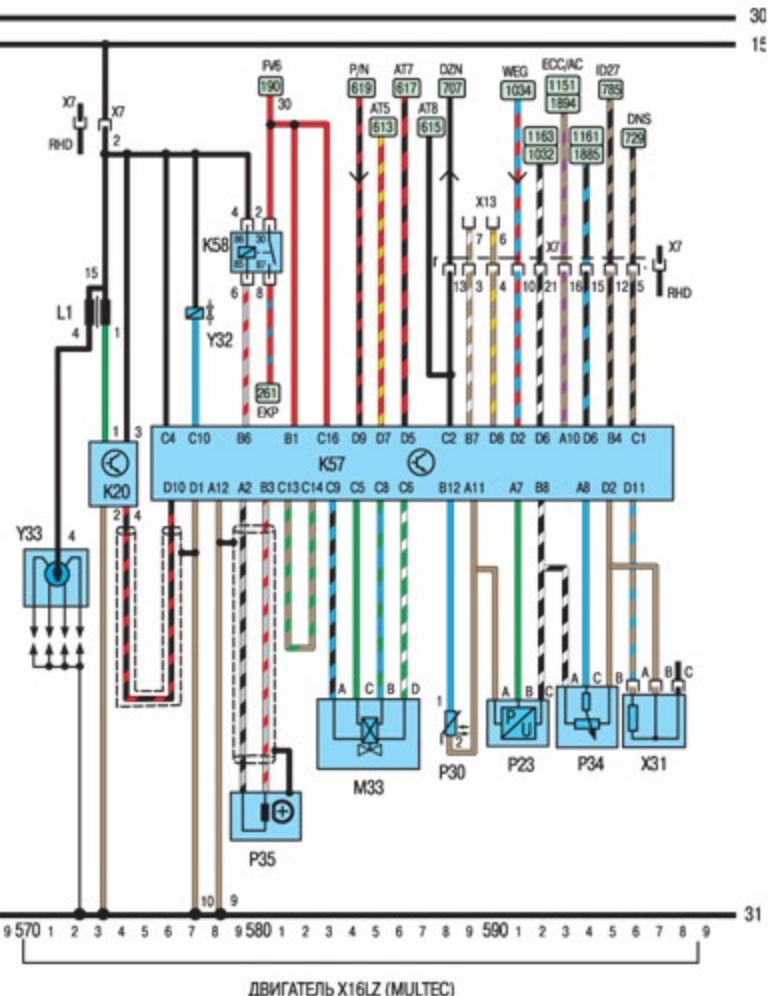 30
15
FV6 P/N AT7 DZN WEG ECC/AC ID27
190 619 617 707 1034 1151 785
1894
30 AT5 AT8 DNS
613 615 1163 1161 729
1032 1885
X7 X7
RHD 2
X13
7 6
4 2
K58
86 30
85 87
X7 X7
13 3 4 10 21 16 15 12 5
RHD
6 8
15
L1
4 1
Y32
261
EKP
1 3
C4 C10 B6 B1 C16 D9 D7 D5 C2 B7 D8 D2 D6 A10 D6 B4 C1
K57
K20
D10 D1 A12 A2 B3 C13 C14 C9 C5 C8 C6 B12 A11 A7 B8 A8 D2 D11
2 4
Y33 4
A C B D
1
2
A B C
A C B
A B C
P
U
M33 P30 P23 P34 X31
P35
10 9
31
9 570 1 2 3 4 5 6 7 8 9 580 1 2 3 4 5 6 7 8 9 590 1 2 3 4 5 6 7 8 9
ДВИГАТЕЛЬ X16LZ (MULTEC)